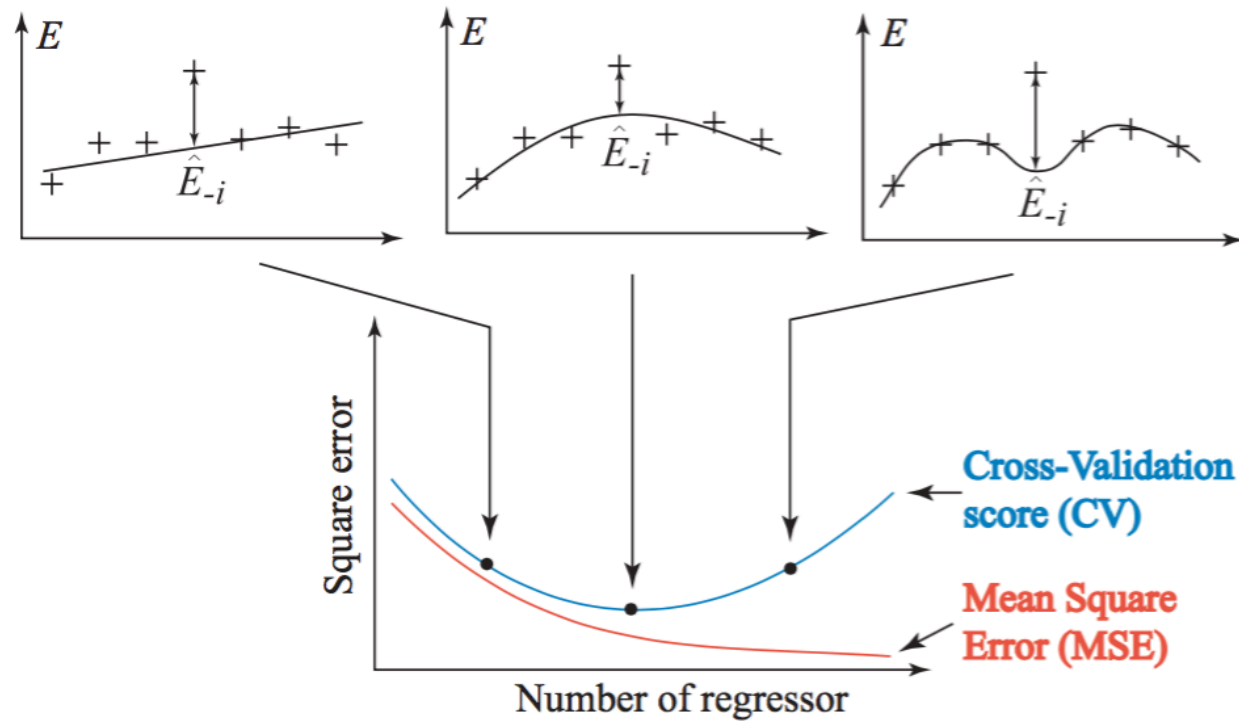 E
Ê-i
E
Ê-i
E
Ê-i
Square error
Cross-Validation
score (CV)
Mean Square
Error (MSE)
Number of regressor